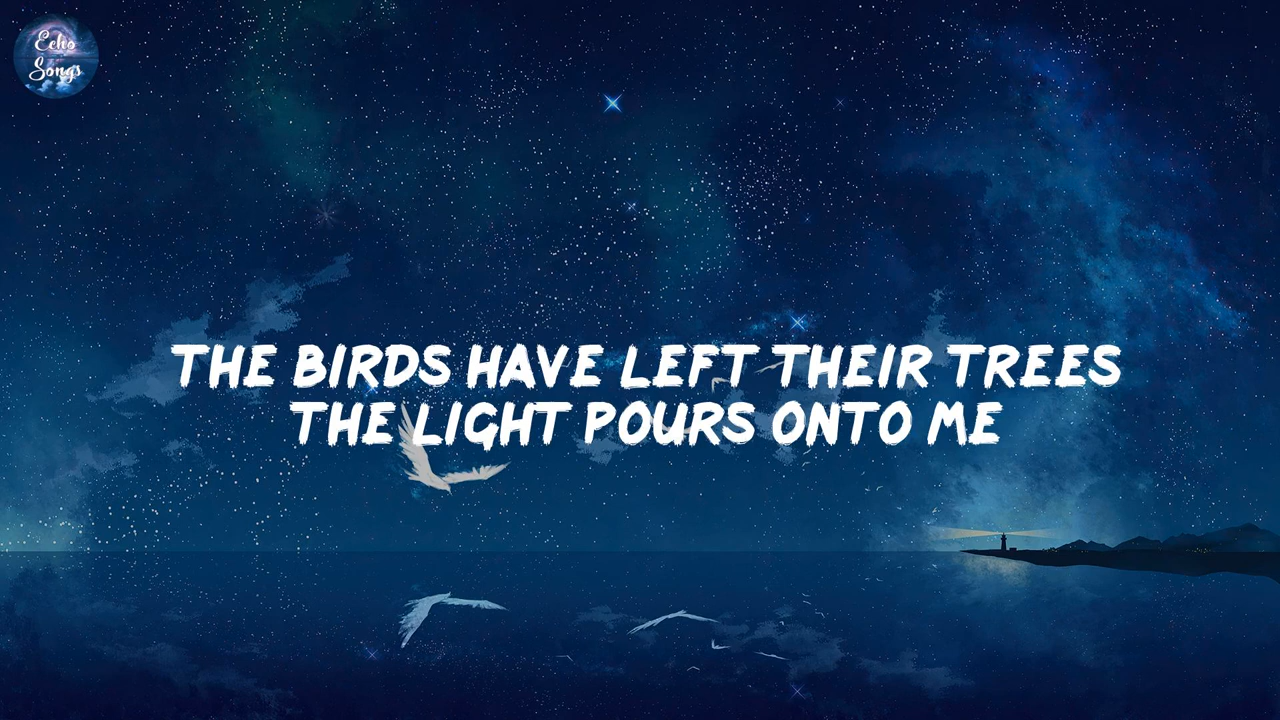 Echo
Songs
THE BIRDS HAVE LEFT THEIR TREES
THE LIGHT POURS ONTO ME